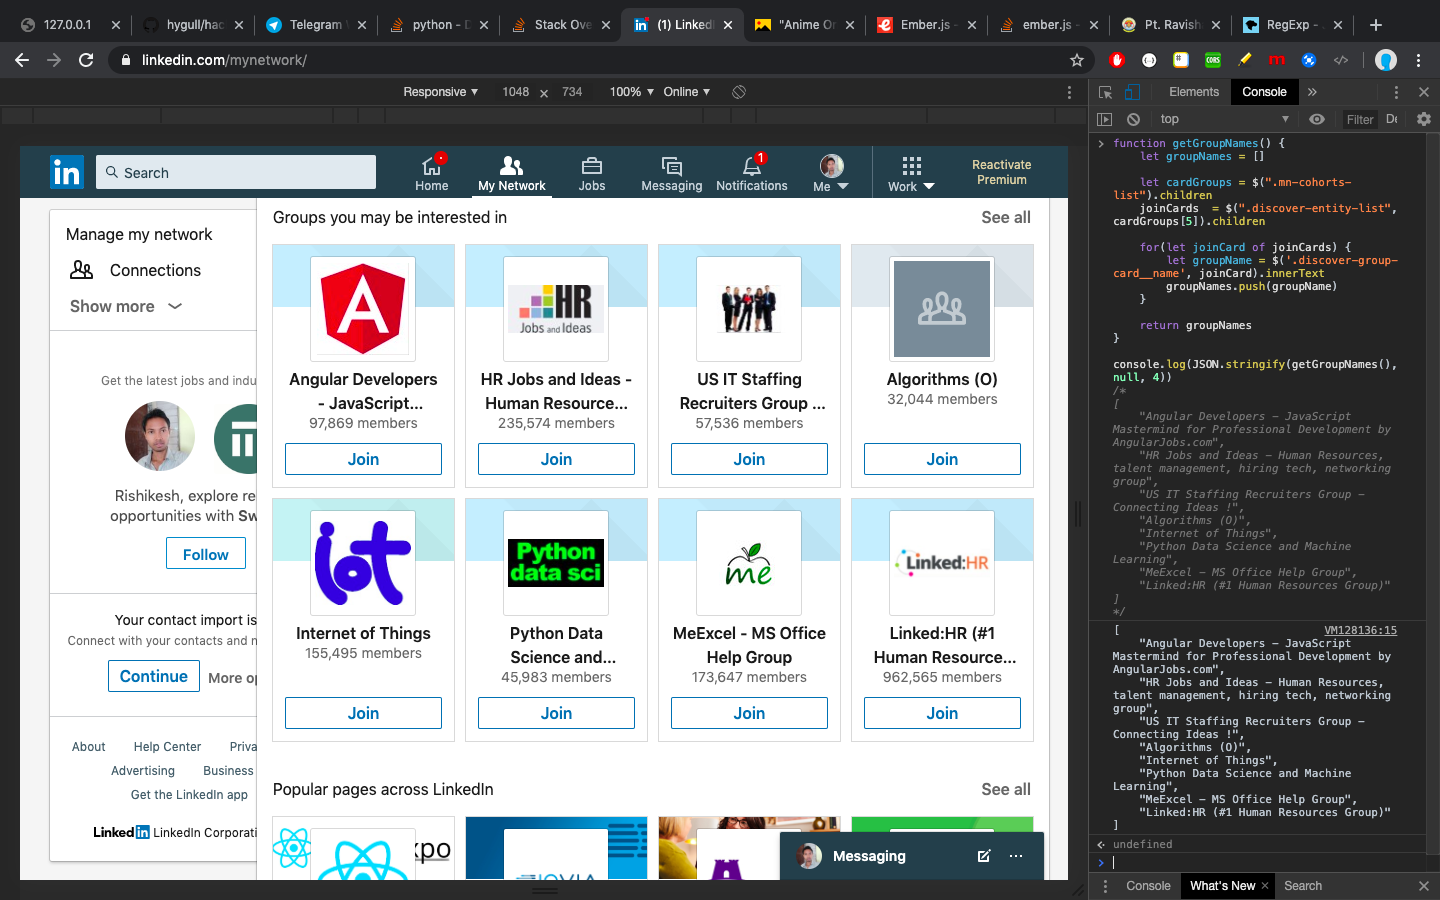 127.0.0.1
hygull/hac
Telegram
python - D
Stack Ove
(1) LinkedI
"Anime On
Ember.js -
ember.js -
Pt. Ravish
RegExp - .
linkedin.com/mynetwork/
Responsive ▼ 1048 × 734 100% ▼ Online ▼
Elements Console »
top ▼ Filter De
in
Search
Home
My Network
Jobs
Messaging
1
Notifications
Me
Work
Reactivate
Premium
Manage my network
Connections
Show more
Get the latest jobs and indu
Rishikesh, explore re
opportunities with Sw
Follow
Your contact import is
Connect with your contacts and n
Continue More op
About Help Center Priva
Advertising Business
Get the LinkedIn app
Linked in LinkedIn Corporati
Groups you may be interested in See all
HR
Jobs and Ideas
Angular Developers
- JavaScript...
97,869 members
Join
HR Jobs and Ideas -
Human Resource...
235,574 members
Join
US IT Staffing
Recruiters Group ...
57,536 members
Join
Algorithms (O)
32,044 members
Join
iot
Internet of Things
155,495 members
Join
Python
data sci
Python Data
Science and...
45,983 members
Join
me
MeExcel - MS Office
Help Group
173,647 members
Join
Linked:HR
Linked:HR (#1
Human Resource...
962,565 members
Join
Popular pages across LinkedIn See all
xpo
Messaging
function getGroupNames() {
let groupNames = []
let cardGroups = $(".mn-cohorts-
list").children
joinCards = $(".discover-entity-list",
cardGroups[5]).children
for(let joinCard of joinCards) {
let groupName = $('.discover-group-
card__name', joinCard).innerText
groupNames.push(groupName)
}
return groupNames
}
console.log(JSON.stringify(getGroupNames(),
null, 4))
/*
[
"Angular Developers – JavaScript
Mastermind for Professional Development by
AngularJobs.com",
"HR Jobs and Ideas – Human Resources,
talent management, hiring tech, networking
group",
"US IT Staffing Recruiters Group –
Connecting Ideas !",
"Algorithms (O)",
"Internet of Things",
"Python Data Science and Machine
Learning",
"MeExcel – MS Office Help Group",
"Linked:HR (#1 Human Resources Group)"
]
*/
[ VM128136:15
"Angular Developers – JavaScript
Mastermind for Professional Development by
AngularJobs.com",
"HR Jobs and Ideas – Human Resources,
talent management, hiring tech, networking
group",
"US IT Staffing Recruiters Group –
Connecting Ideas !",
"Algorithms (O)",
"Internet of Things",
"Python Data Science and Machine
Learning",
"MeExcel – MS Office Help Group",
"Linked:HR (#1 Human Resources Group)"
]
undefined
Console What's New × Search